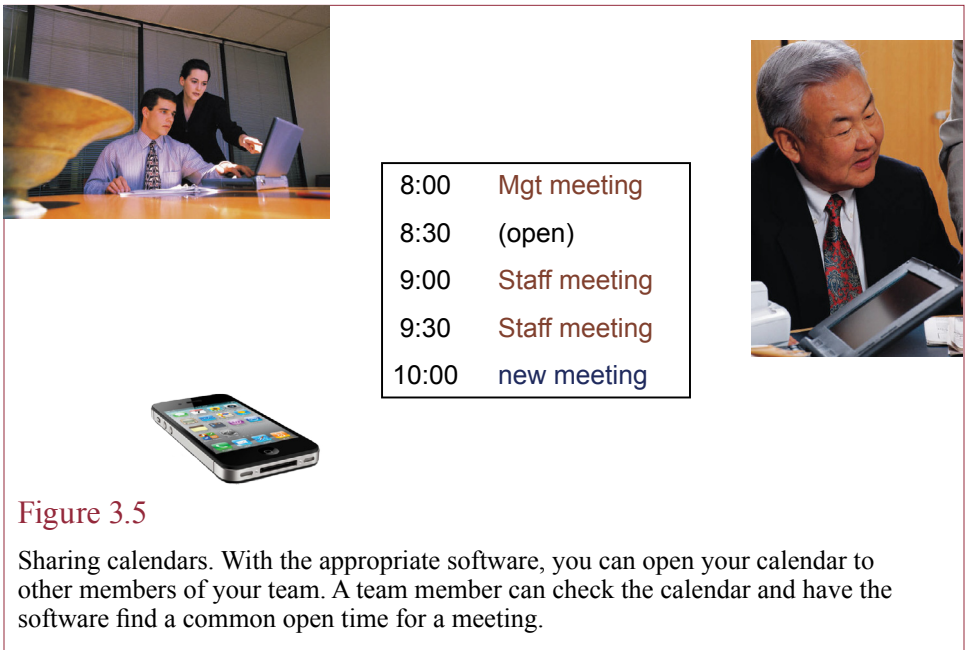 8:00 Mgt meeting
8:30 (open)
9:00 Staff meeting
9:30 Staff meeting
10:00 new meeting
Figure 3.5
Sharing calendars. With the appropriate software, you can open your calendar to
other members of your team. A team member can check the calendar and have the
software find a common open time for a meeting.